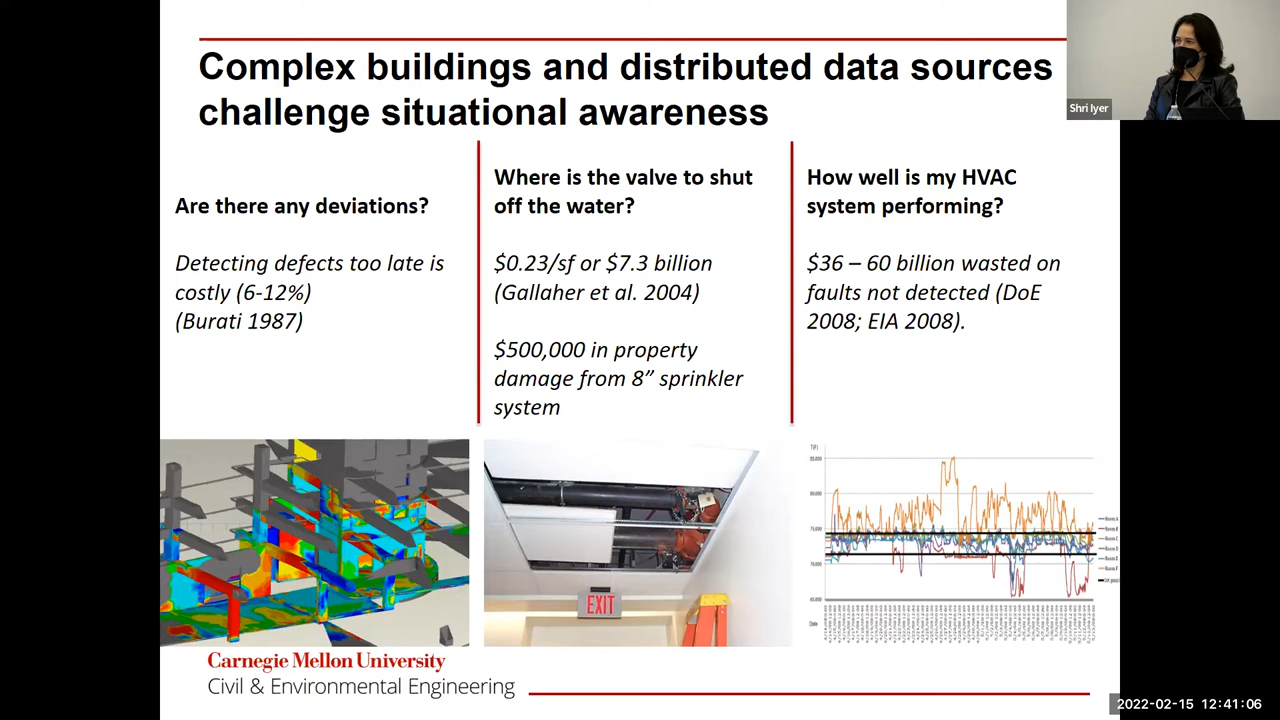 Complex buildings and distributed data sources
challenge situational awareness
Shri Iyer
Are there any deviations?
Detecting defects too late is
costly (6-12%)
(Burati 1987)
Where is the valve to shut
off the water?
$0.23/sf or $7.3 billion
(Gallaher et al. 2004)
$500,000 in property
damage from 8” sprinkler
system
How well is my HVAC
system performing?
$36 – 60 billion wasted on
faults not detected (DoE
2008; EIA 2008).
EXIT
Carnegie Mellon University
Civil & Environmental Engineering
2022-02-15 12:41:06